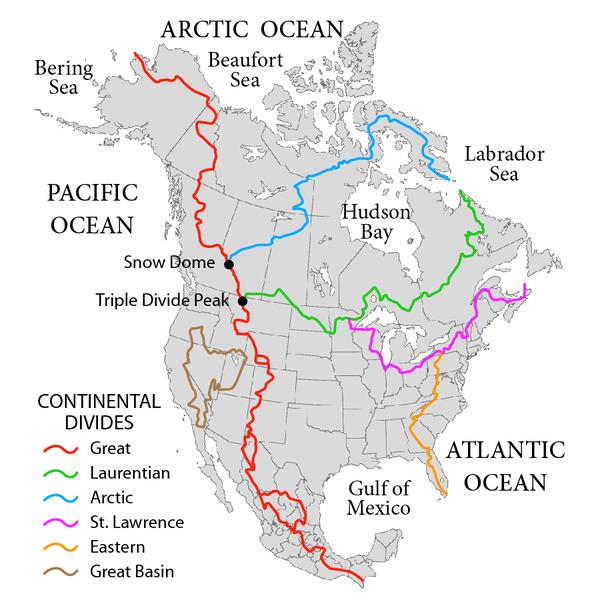 ARCTIC OCEAN
Bering
Sea
Beaufort
Sea
Labrador
Sea
PACIFIC
OCEAN
Hudson
Bay
Snow Dome
Triple Divide Peak
CONTINENTAL
DIVIDES
Great
Laurentian
Arctic
St. Lawrence
Eastern
Great Basin
ATLANTIC
OCEAN
Gulf of
Mexico